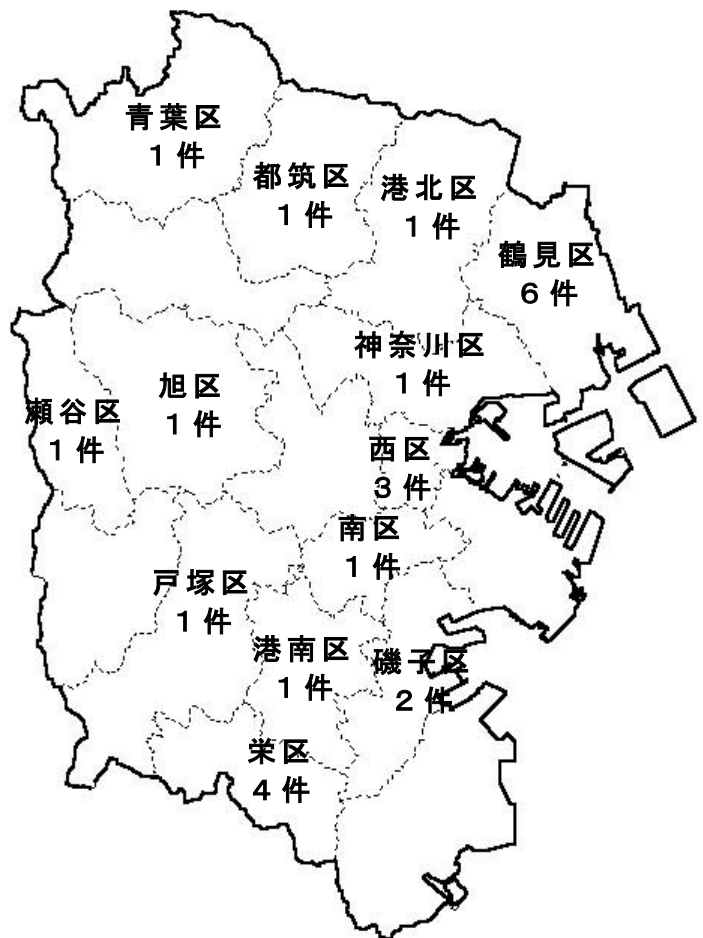 青葉区
1 件
都筑区
1 件
港北区
1 件
鶴見区
6 件
神奈川区
1 件
旭区
1 件
瀬谷区
1 件
西区
3 件
南区
1 件
戸塚区
1 件
港南区
1 件
磯子区
2 件
栄区
4 件